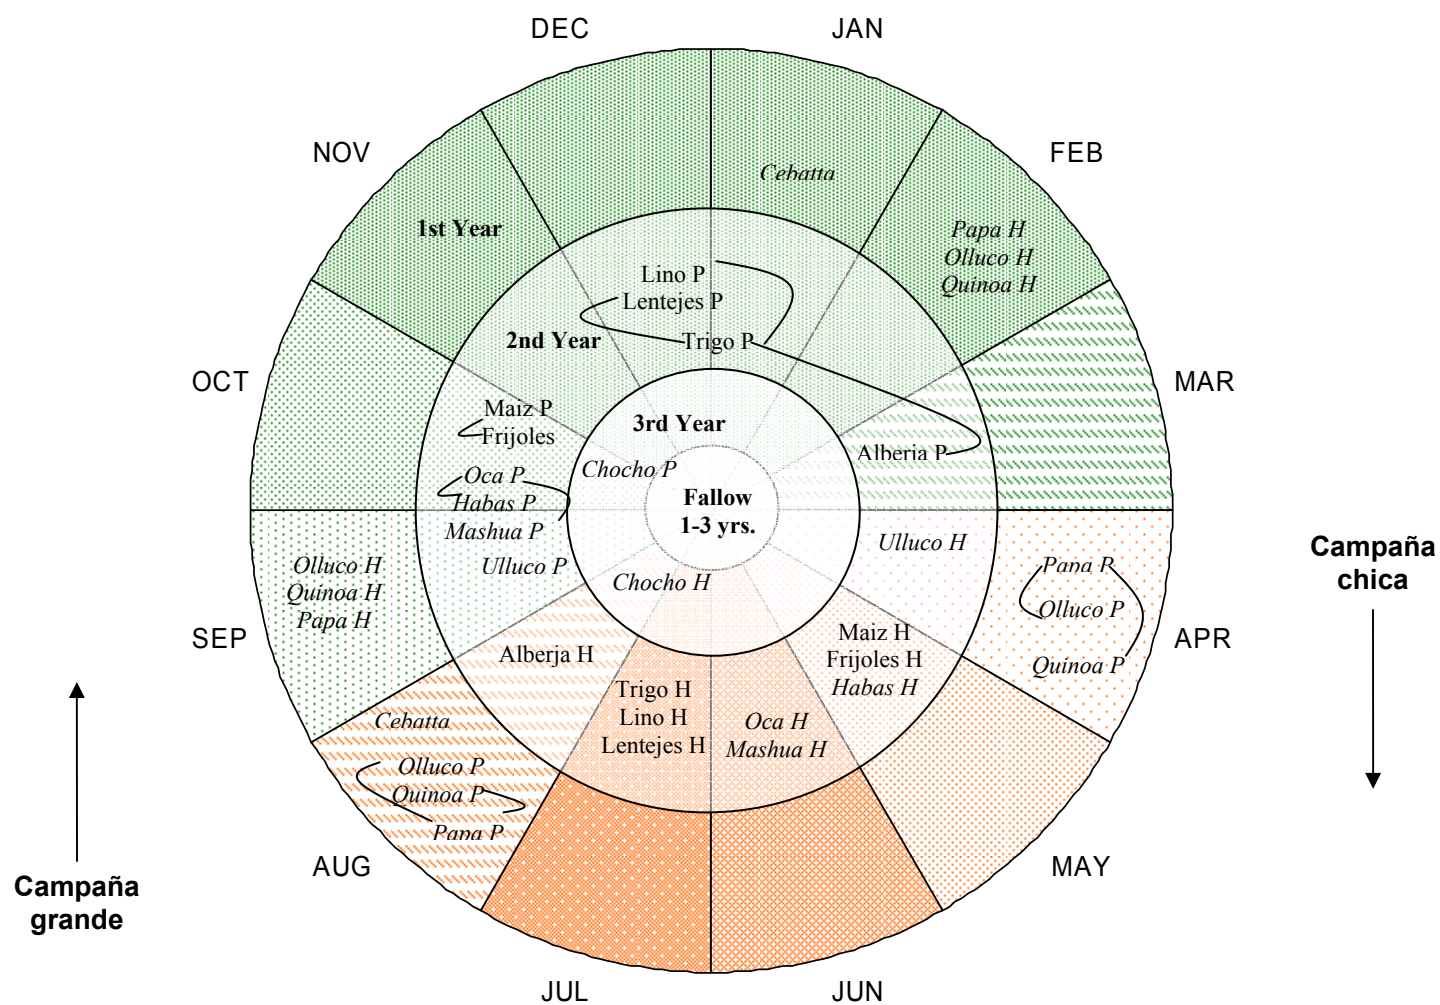 DEC
JAN
NOV
FEB
Cebatta
1st Year
Papa H
Olluco H
Quinoa H
Lino P
Lentejes P
2nd Year
Trigo P
OCT
MAR
Maiz P
Frijoles
3rd Year
Alberia P
Chocho P
Oca P
Habas P
Mashua P
Fallow
1-3 yrs.
Ulluco H
Campaña
chica
Olluco H
Quinoa H
Papa H
Ulluco P
Chocho H
Papa P
Olluco P
Quinoa P
SEP
APR
Maiz H
Frijoles H
Habas H
Alberja H
Trigo H
Lino H
Lentejes H
Oca H
Mashua H
Cebatta
Olluco P
Quinoa P
Papa P
AUG
MAY
Campaña
grande
JUL
JUN